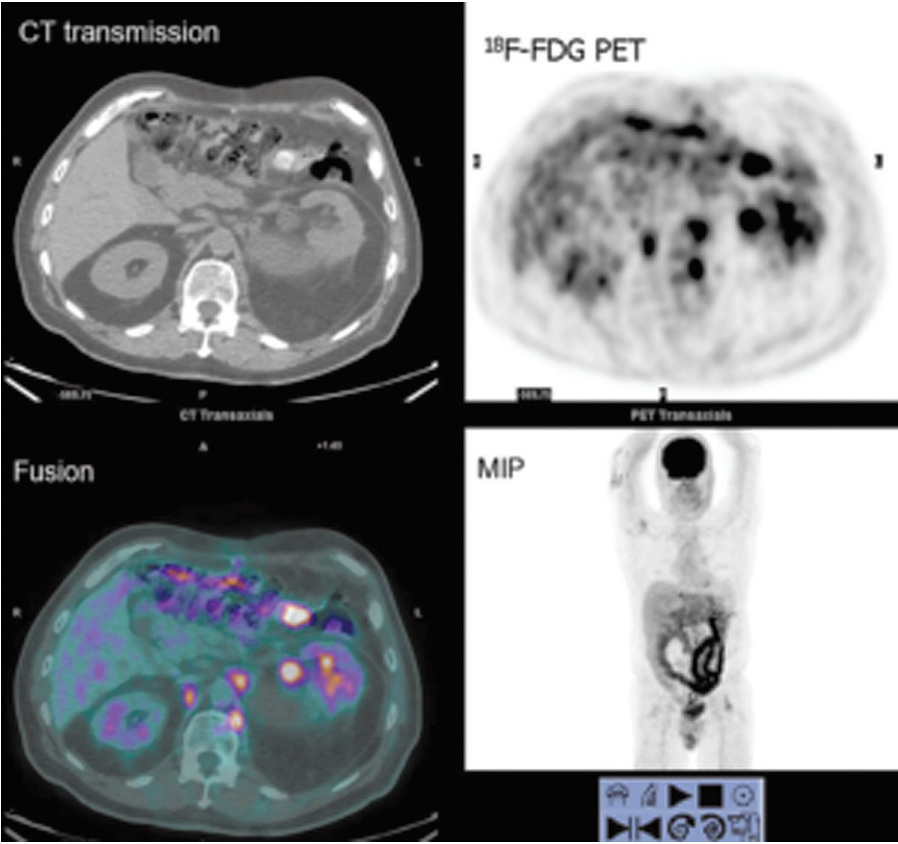 CT transmission
¹⁸F-FDG PET
R
L
P
CT Transaxials
PET Transaxials
A
Fusion
MIP
R
L